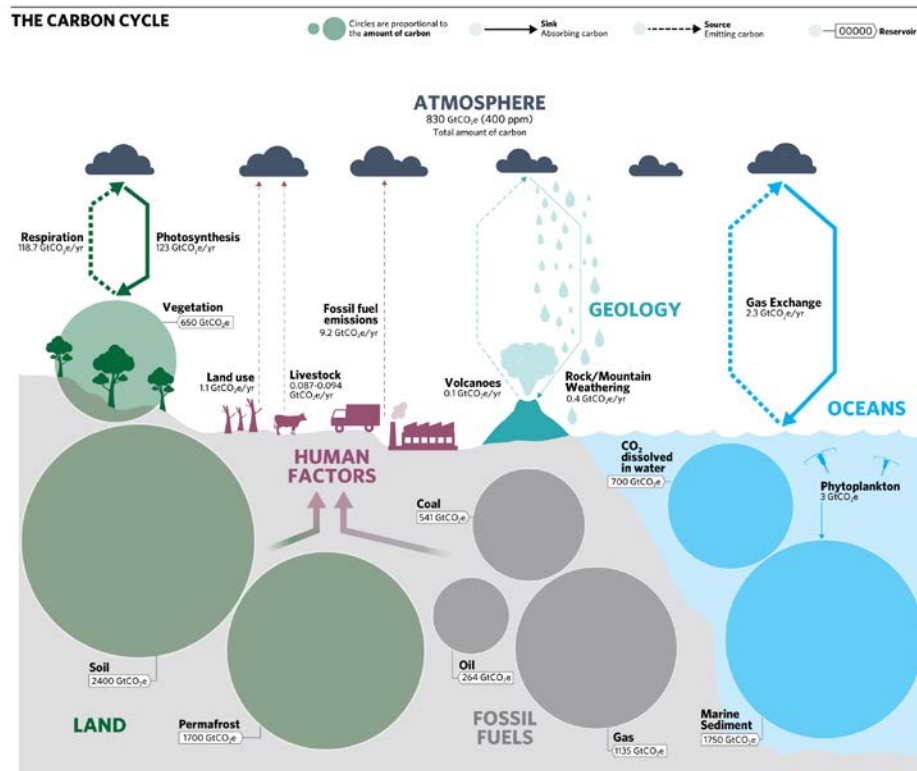 THE CARBON CYCLE
Circles are proportional to
the amount of carbon
Sink
Absorbing carbon
Source
Emitting carbon
00000
Reservoir
ATMOSPHERE
830 GtCO₂e (400 ppm)
Total amount of carbon
Respiration
118.7 GtCO₂e/yr
Photosynthesis
123 GtCO₂e/yr
Vegetation
650 GtCO₂e
Land use
1.1 GtCO₂e/yr
Livestock
0.087-0.094
GtCO₂e/yr
Fossil fuel
emissions
9.2 GtCO₂e/yr
HUMAN
FACTORS
GEOLOGY
Volcanoes
0.1 GtCO₂e/yr
Rock/Mountain
Weathering
0.4 GtCO₂e/yr
Gas Exchange
2.3 GtCO₂e/yr
OCEANS
CO₂
dissolved
in water
700 GtCO₂e
Phytoplankton
3 GtCO₂e
Coal
541 GtCO₂e
Oil
264 GtCO₂e
Soil
2400 GtCO₂e
LAND
Permafrost
1700 GtCO₂e
FOSSIL
FUELS
Gas
1135 GtCO₂e
Marine
Sediment
1750 GtCO₂e